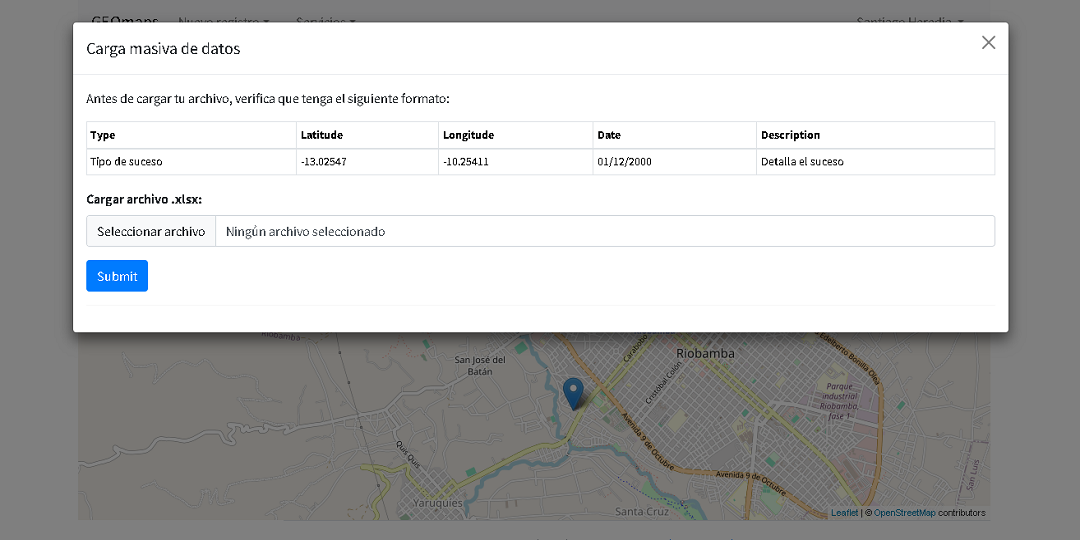 GEOmaps Nuevo registro Servicios Santiago Heredia
Carga masiva de datos
Antes de cargar tu archivo, verifica que tenga el siguiente formato:
Type Latitude Longitude Date Description
Tipo de suceso -13.02547 -10.25411 01/12/2000 Detalla el suceso
Cargar archivo .xlsx:
Seleccionar archivo Ningún archivo seleccionado
Submit
Riobamba
Carabobo
Edelberto Bonilla Oleá
Riobamba
San José del
Batán
Cristóbal Colón
Parque
industrial
Riobamba,
fase 1
Avenida 9 de Octubre
Quis Quis
Avenida 9 de Octubre
San Luis
Yaruquies
Santa Cruz
Leaflet | © OpenStreetMap contributors